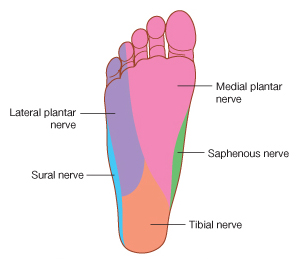 Medial plantar
nerve
Lateral plantar
nerve
Saphenous nerve
Sural nerve
Tibial nerve